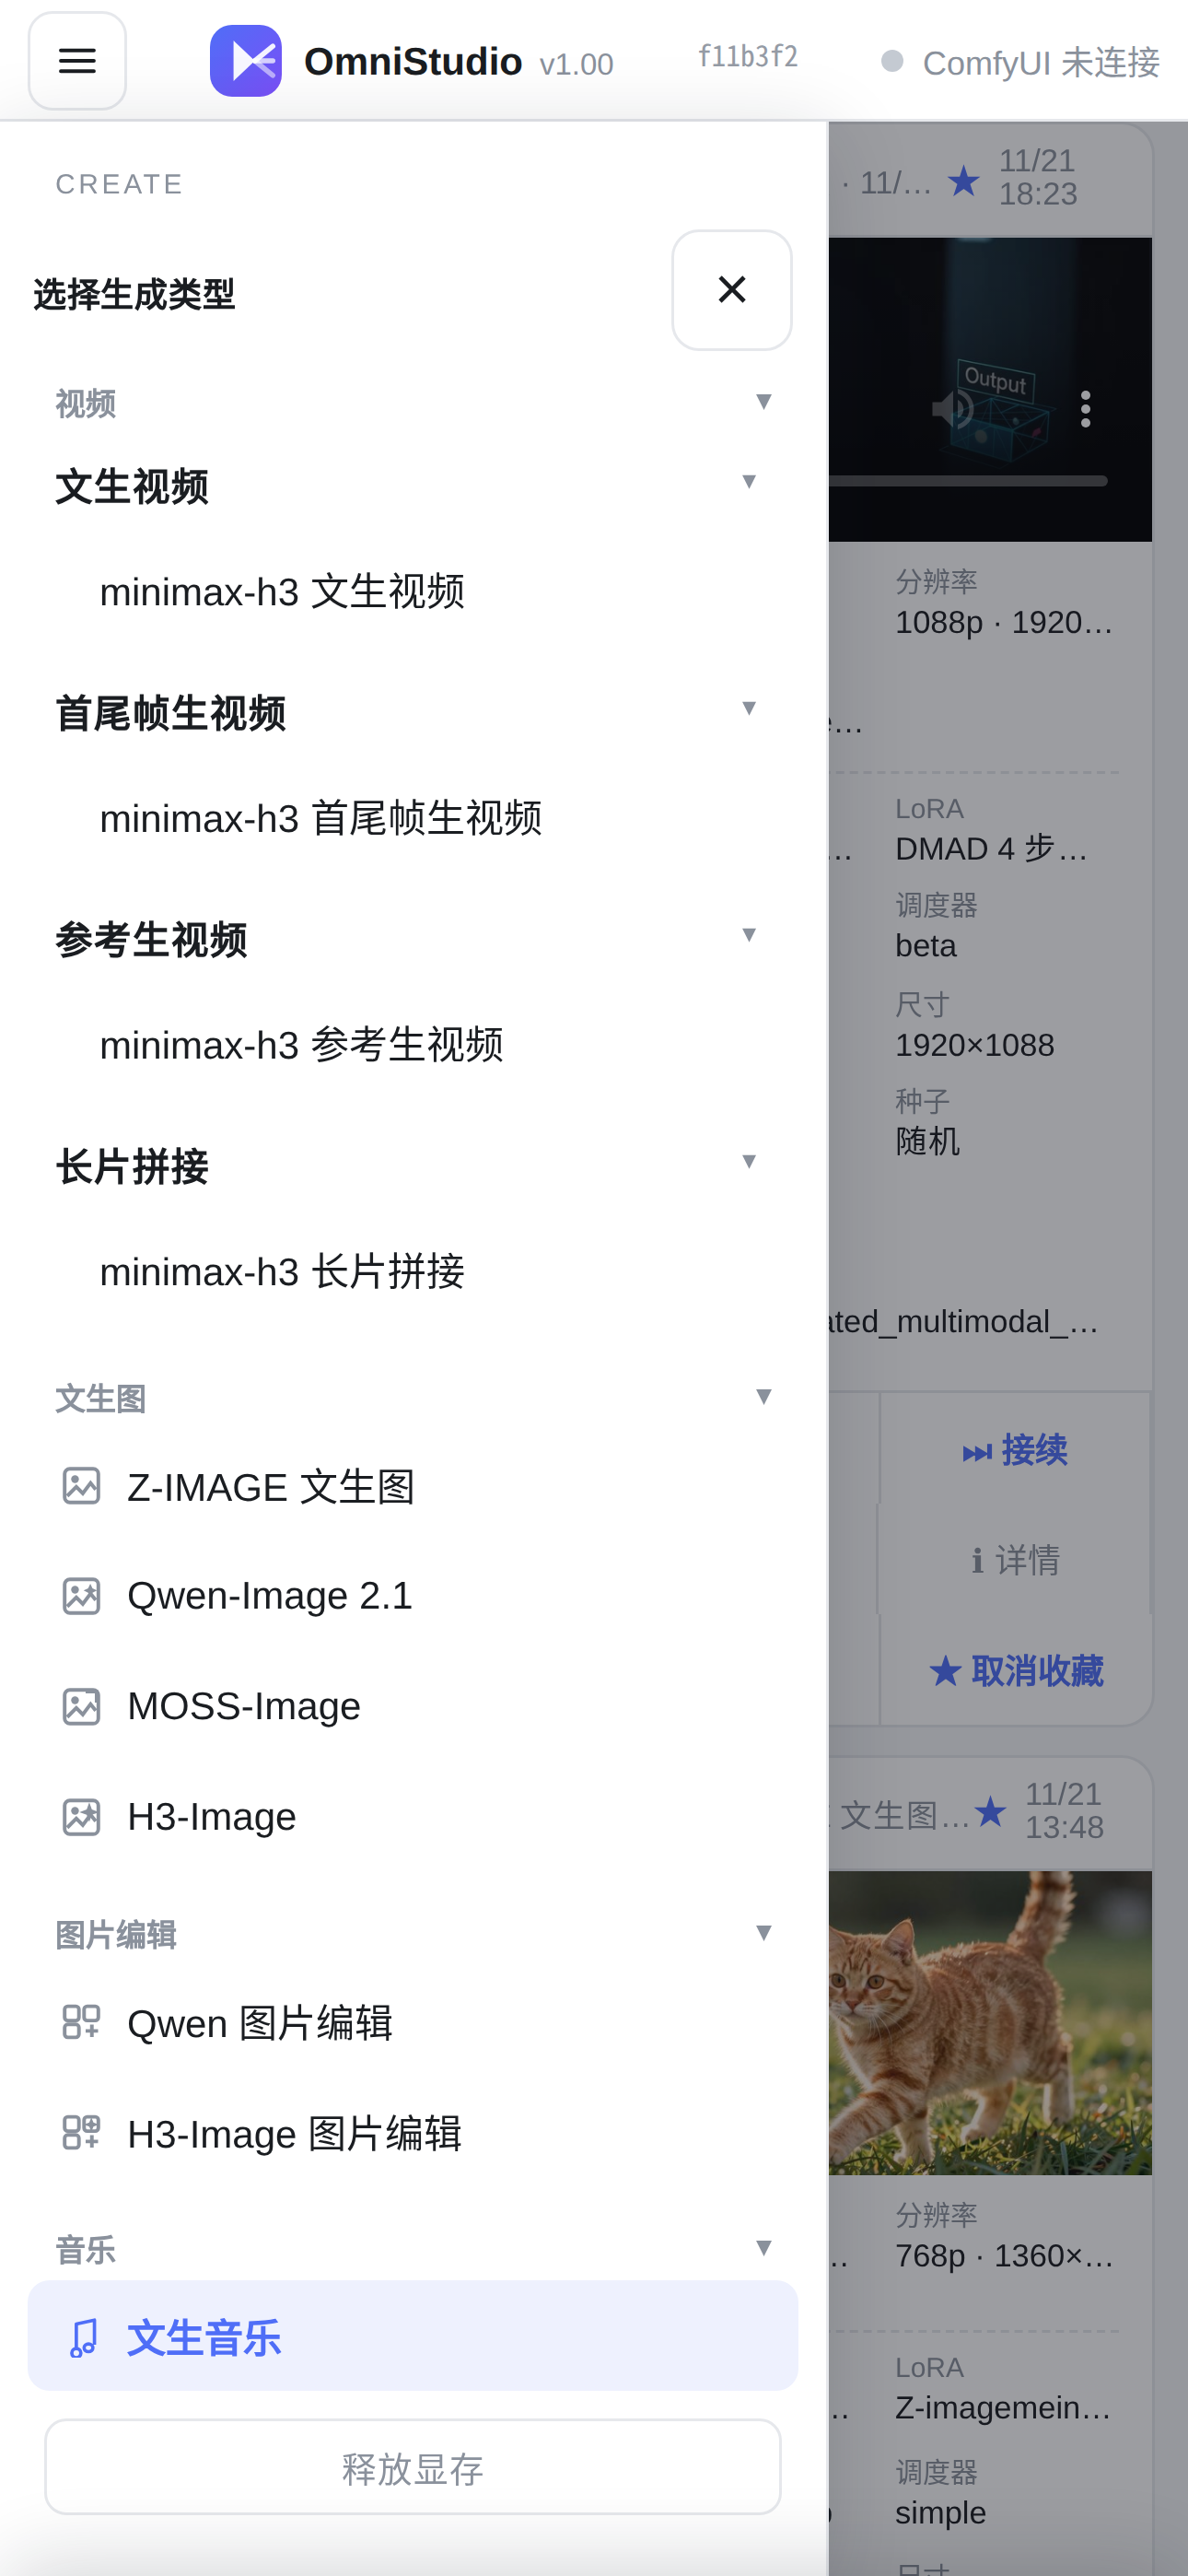 OmniStudio v1.00 f11b3f2 ComfyUI 未连接
CREATE
选择生成类型
视频
文生视频
minimax-h3 文生视频
首尾帧生视频
minimax-h3 首尾帧生视频
参考生视频
minimax-h3 参考生视频
长片拼接
minimax-h3 长片拼接
文生图
Z-IMAGE 文生图
Qwen-Image 2.1
MOSS-Image
H3-Image
图片编辑
Qwen 图片编辑
H3-Image 图片编辑
音乐
文生音乐
释放显存
· 11/… ★ 11/21
18:23
Output
分辨率
1088p · 1920…
e…
LoRA
… DMAD 4 步…
调度器
beta
尺寸
1920×1088
种子
随机
ated_multimodal_…
接续
详情
★ 取消收藏
文生图… ★ 11/21
13:48
分辨率
768p · 1360×…
LoRA
Z-imagemein…
调度器
simple
尺寸